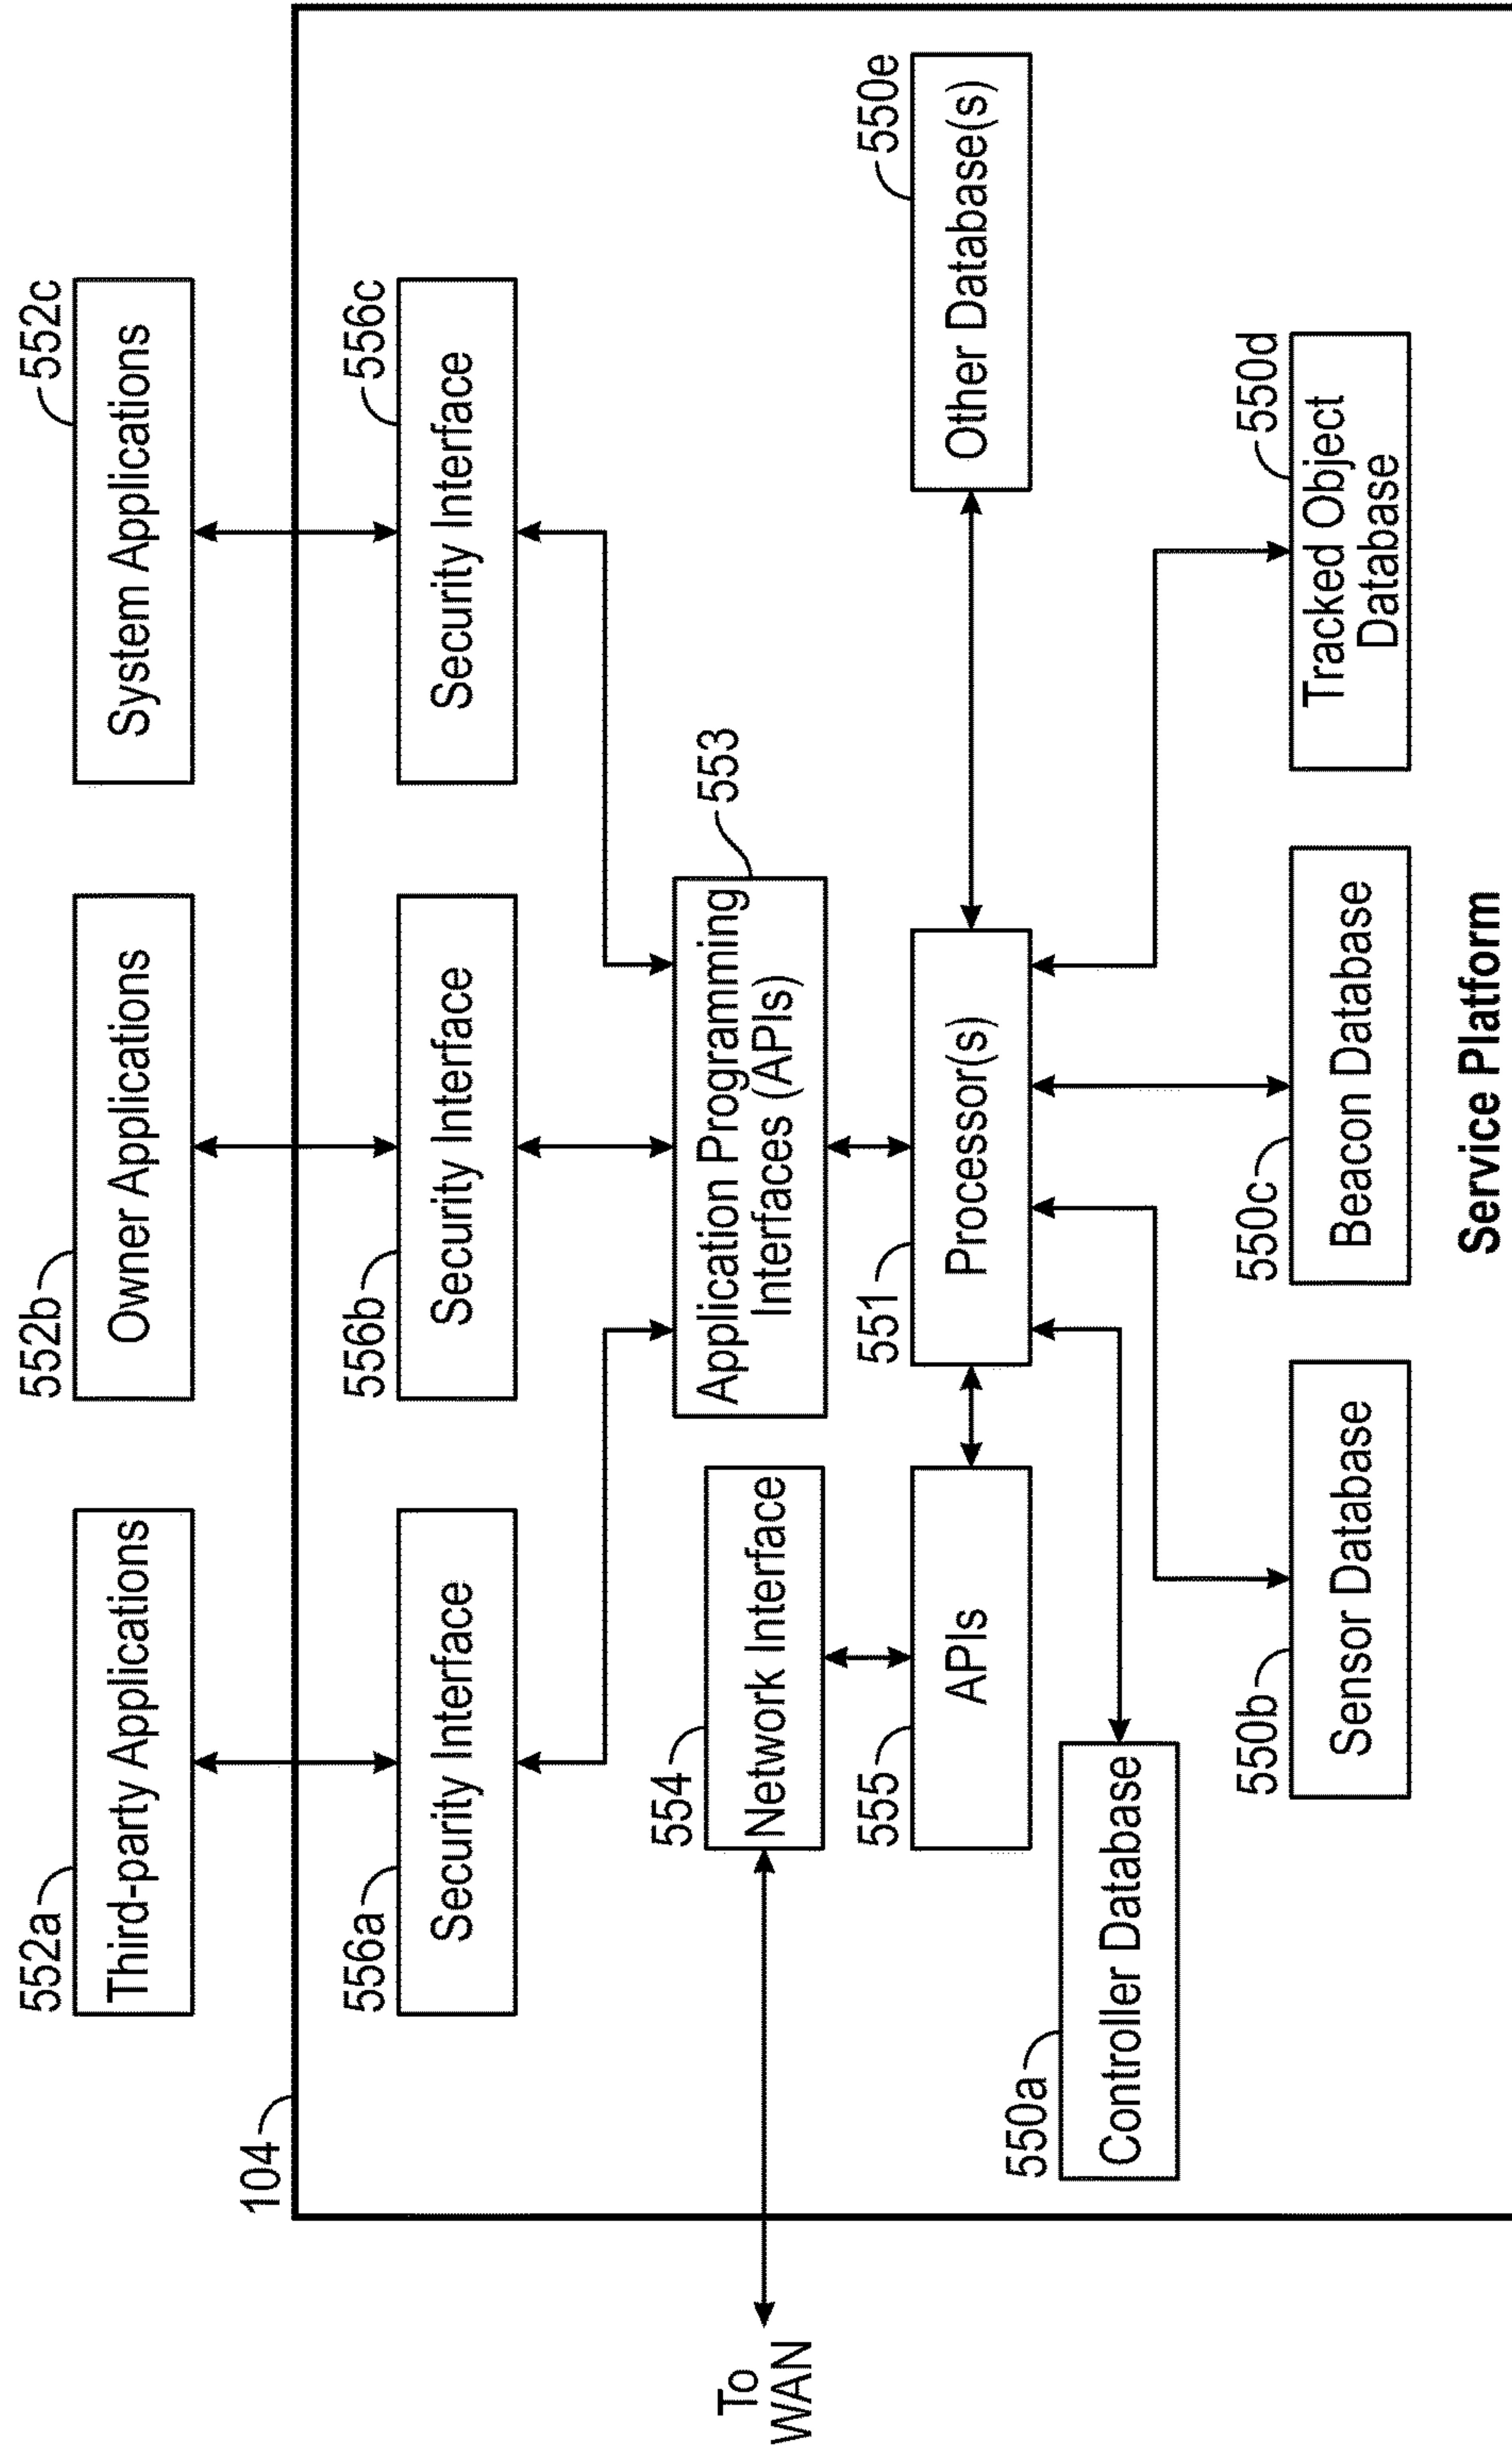 552a
Third-party Applications
552b
Owner Applications
552c
System Applications
104
556a
Security Interface
556b
Security Interface
556c
Security Interface
To
WAN
554
Network Interface
553
Application Programming
Interfaces (APIs)
555
APIs
551
Processor(s)
550e
Other Database(s)
550a
Controller Database
550b
Sensor Database
550c
Beacon Database
550d
Tracked Object
Database
Service Platform